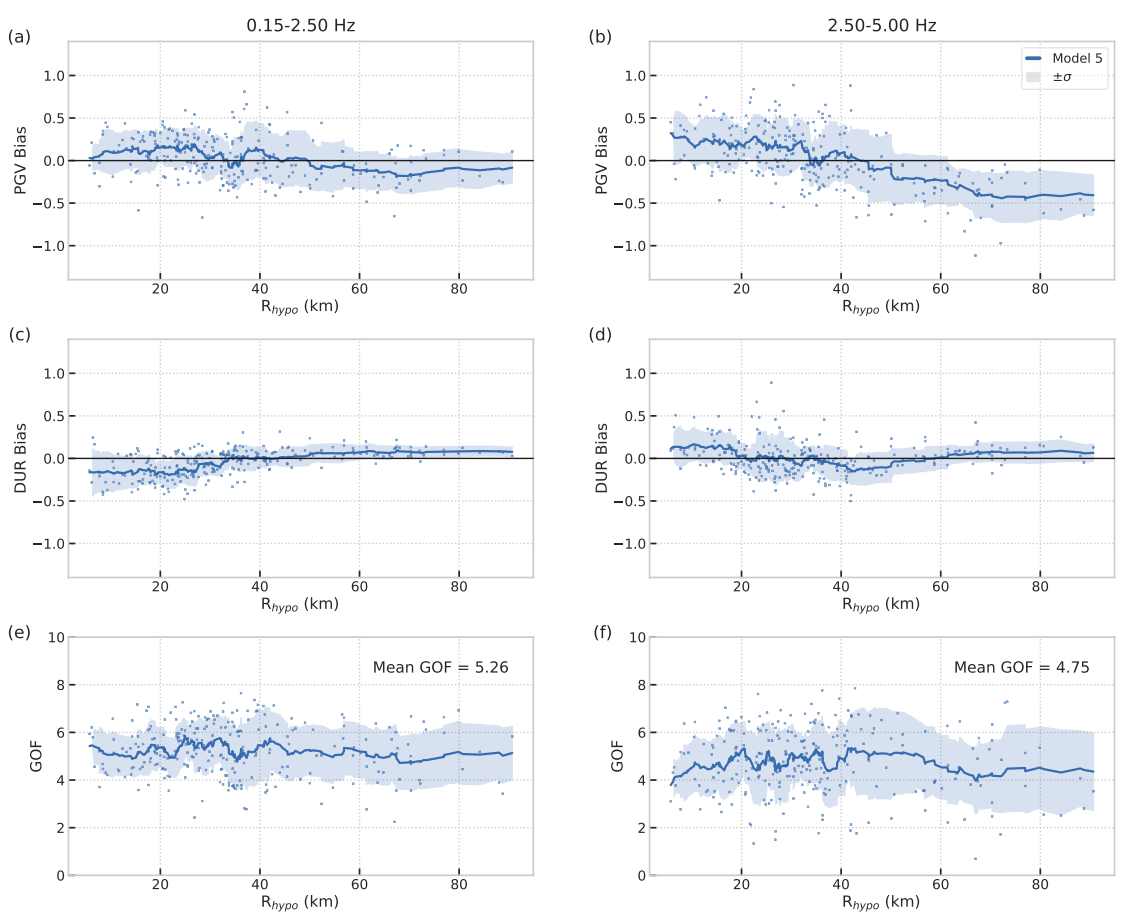 0.15-2.50 Hz
2.50-5.00 Hz
(a)
PGV Bias
1.0
0.5
0.0
−0.5
−1.0
20 40 60 80
R_hypo (km)
(b)
PGV Bias
1.0
0.5
0.0
−0.5
−1.0
Model 5
±σ
20 40 60 80
R_hypo (km)
(c)
DUR Bias
1.0
0.5
0.0
−0.5
−1.0
20 40 60 80
R_hypo (km)
(d)
DUR Bias
1.0
0.5
0.0
−0.5
−1.0
20 40 60 80
R_hypo (km)
(e)
GOF
10
8
6
4
2
0
Mean GOF = 5.26
20 40 60 80
R_hypo (km)
(f)
GOF
10
8
6
4
2
0
Mean GOF = 4.75
20 40 60 80
R_hypo (km)